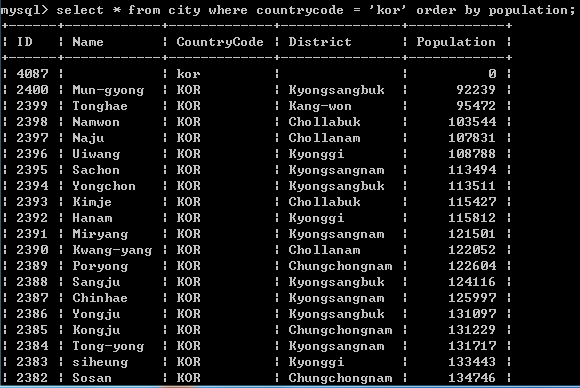 mysql> select * from city where countrycode = 'kor' order by population;
+------+------------+-------------+---------------+------------+
| ID   | Name       | CountryCode | District      | Population |
+------+------------+-------------+---------------+------------+
| 4087 |            | kor         |               |          0 |
| 2400 | Mun-gyong  | KOR         | Kyongsangbuk  |      92239 |
| 2399 | Tonghae    | KOR         | Kang-won      |      95472 |
| 2398 | Namwon     | KOR         | Chollabuk     |     103544 |
| 2397 | Naju       | KOR         | Chollanam     |     107831 |
| 2396 | Uiwang     | KOR         | Kyonggi       |     108788 |
| 2395 | Sachon     | KOR         | Kyongsangnam  |     113494 |
| 2394 | Yongchon   | KOR         | Kyongsangbuk  |     113511 |
| 2393 | Kimje      | KOR         | Chollabuk     |     115427 |
| 2392 | Hanam      | KOR         | Kyonggi       |     115812 |
| 2391 | Miryang    | KOR         | Kyongsangnam  |     121501 |
| 2390 | Kwang-yang | KOR         | Chollanam     |     122052 |
| 2389 | Poryong    | KOR         | Chungchongnam |     122604 |
| 2388 | Sangju     | KOR         | Kyongsangbuk  |     124116 |
| 2387 | Chinhae    | KOR         | Kyongsangnam  |     125997 |
| 2386 | Yongju     | KOR         | Kyongsangbuk  |     131097 |
| 2385 | Kongju     | KOR         | Chungchongnam |     131229 |
| 2384 | Tong-yong  | KOR         | Kyongsangnam  |     131717 |
| 2383 | siheung    | KOR         | Kyonggi       |     133443 |
| 2382 | Sosan      | KOR         | Chungchongnam |     134746 |